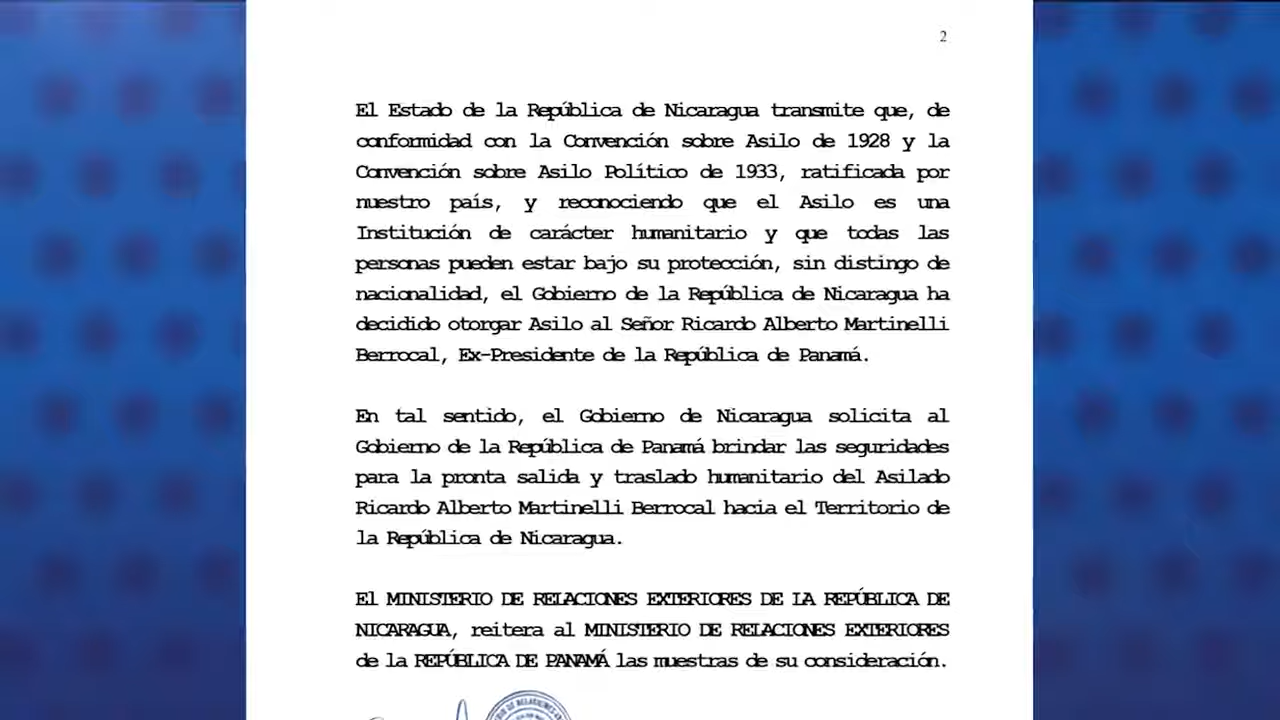 2
El Estado de la República de Nicaragua transmite que, de
conformidad con la Convención sobre Asilo de 1928 y la
Convención sobre Asilo Político de 1933, ratificada por
nuestro país, y reconociendo que el Asilo es una
Institución de carácter humanitario y que todas las
personas pueden estar bajo su protección, sin distingo de
nacionalidad, el Gobierno de la República de Nicaragua ha
decidido otorgar Asilo al Señor Ricardo Alberto Martinelli
Berrocal, Ex-Presidente de la República de Panamá.
En tal sentido, el Gobierno de Nicaragua solicita al
Gobierno de la República de Panamá brindar las seguridades
para la pronta salida y traslado humanitario del Asilado
Ricardo Alberto Martinelli Berrocal hacia el Territorio de
la República de Nicaragua.
El MINISTERIO DE RELACIONES EXTERIORES DE LA REPÚBLICA DE
NICARAGUA, reitera al MINISTERIO DE RELACIONES EXTERIORES
de la REPÚBLICA DE PANAMÁ las muestras de su consideración.